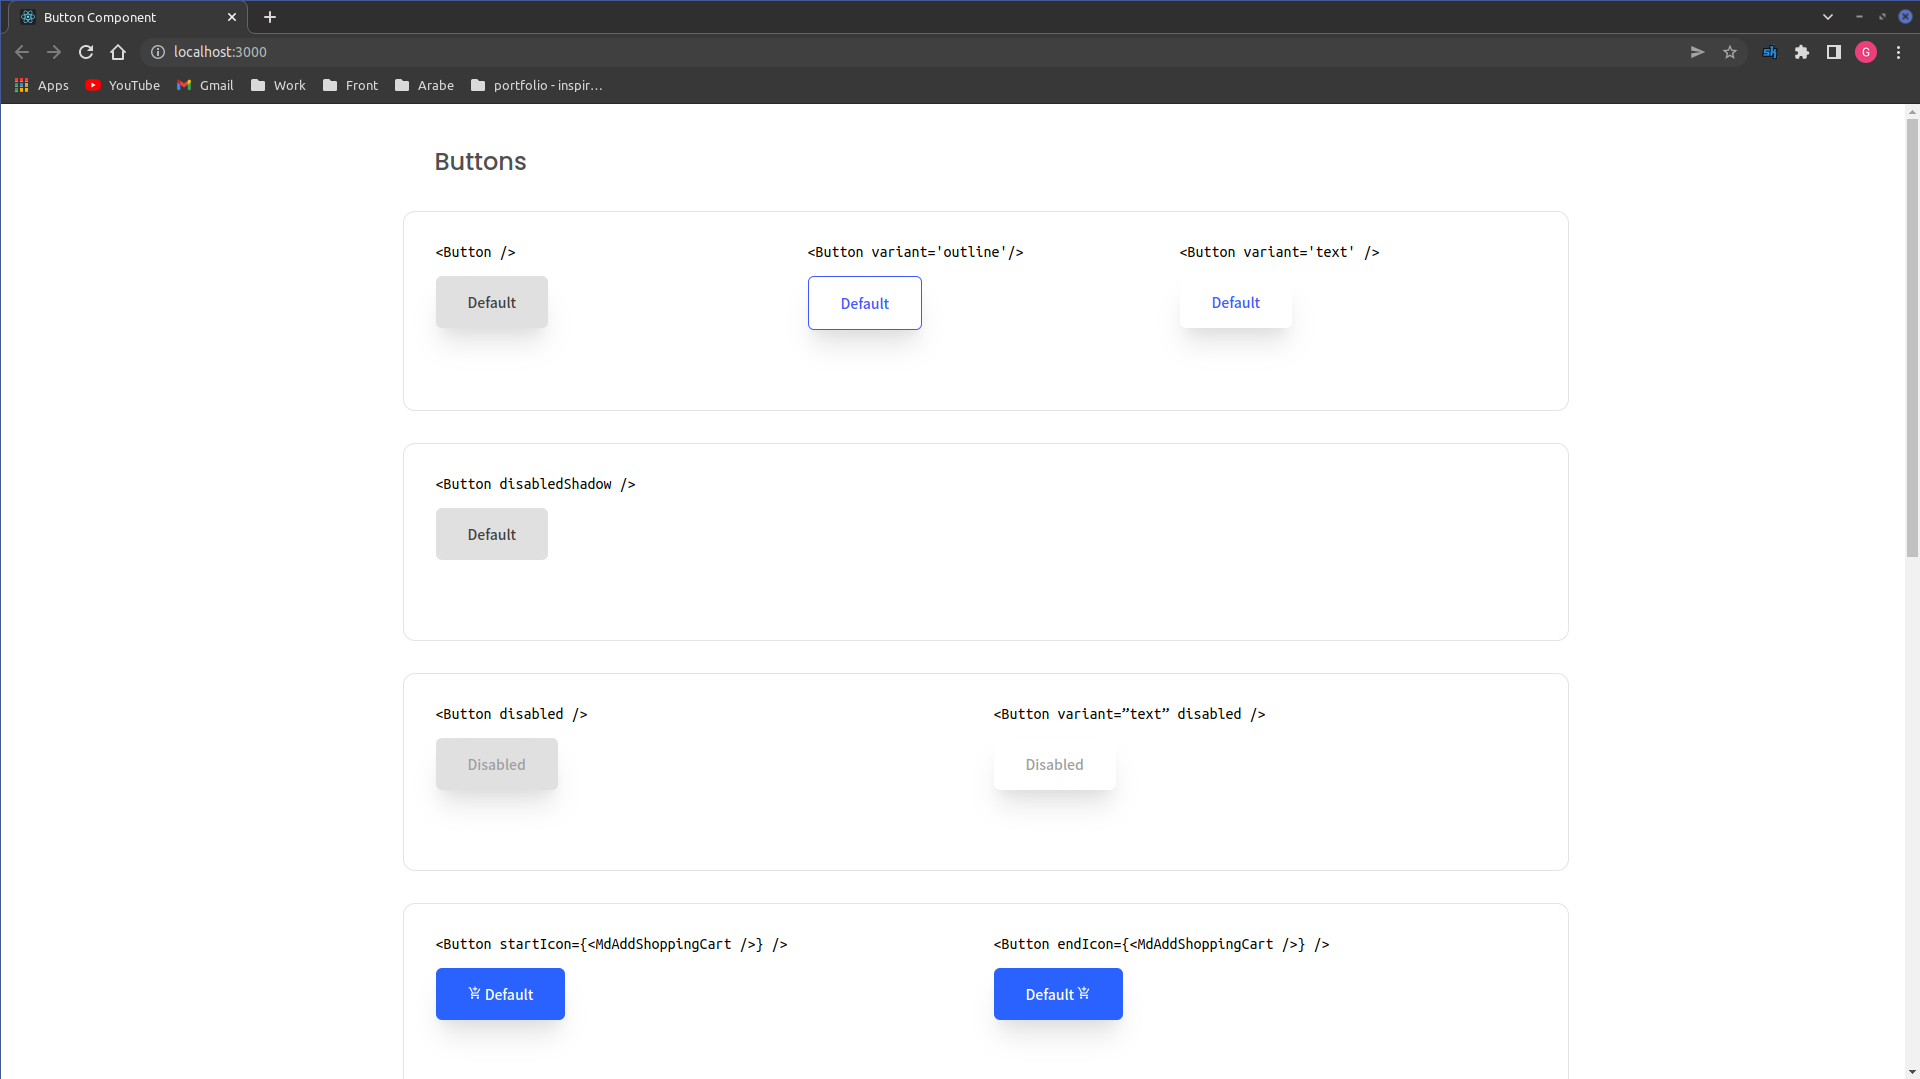 Button Component
localhost:3000
G
Apps YouTube Gmail Work Front Arabe portfolio - inspir...
Buttons
<Button /> <Button variant='outline'/> <Button variant='text' />
Default Default Default
<Button disabledShadow />
Default
<Button disabled /> <Button variant=”text” disabled />
Disabled Disabled
<Button startIcon={<MdAddShoppingCart />} /> <Button endIcon={<MdAddShoppingCart />} />
Default Default